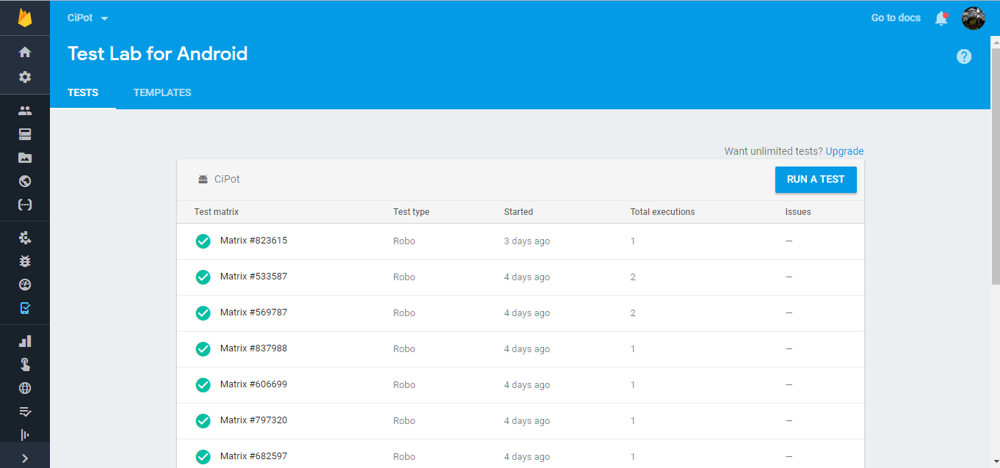 CiPot
Go to docs
Test Lab for Android
TESTS TEMPLATES
Want unlimited tests? Upgrade
CiPot
RUN A TEST
Test matrix Test type Started Total executions Issues
Matrix #823615 Robo 3 days ago 1 —
Matrix #533587 Robo 4 days ago 2 —
Matrix #569787 Robo 4 days ago 2 —
Matrix #837988 Robo 4 days ago 1 —
Matrix #606699 Robo 4 days ago 1 —
Matrix #797320 Robo 4 days ago 1 —
Matrix #682597 Robo 4 days ago 1 —